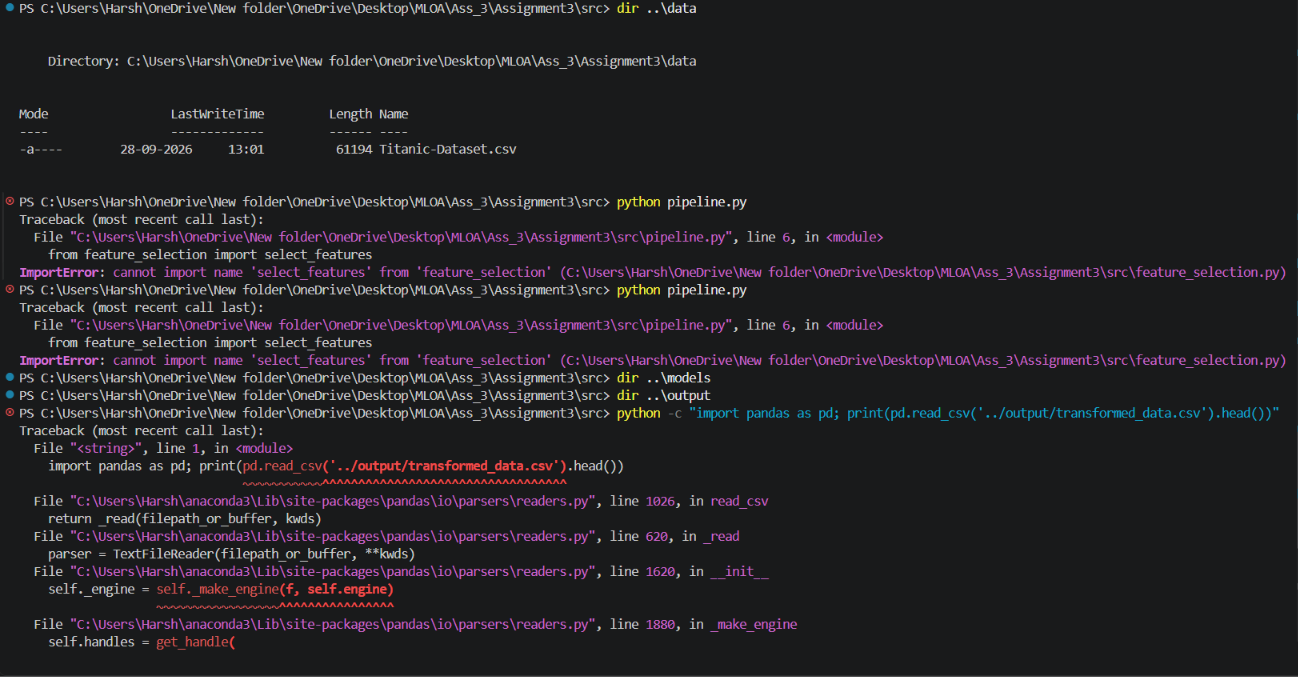 PS C:\Users\Harsh\OneDrive\New folder\OneDrive\Desktop\MLOA\Ass_3\Assignment3\src> dir ..\data
Directory: C:\Users\Harsh\OneDrive\New folder\OneDrive\Desktop\MLOA\Ass_3\Assignment3\data
Mode                 LastWriteTime         Length Name
----                 -------------         ------ ----
-a----        28-09-2026     13:01          61194 Titanic-Dataset.csv
PS C:\Users\Harsh\OneDrive\New folder\OneDrive\Desktop\MLOA\Ass_3\Assignment3\src> python pipeline.py
Traceback (most recent call last):
  File "C:\Users\Harsh\OneDrive\New folder\OneDrive\Desktop\MLOA\Ass_3\Assignment3\src\pipeline.py", line 6, in <module>
    from feature_selection import select_features
ImportError: cannot import name 'select_features' from 'feature_selection' (C:\Users\Harsh\OneDrive\New folder\OneDrive\Desktop\MLOA\Ass_3\Assignment3\src\feature_selection.py)
PS C:\Users\Harsh\OneDrive\New folder\OneDrive\Desktop\MLOA\Ass_3\Assignment3\src> python pipeline.py
Traceback (most recent call last):
  File "C:\Users\Harsh\OneDrive\New folder\OneDrive\Desktop\MLOA\Ass_3\Assignment3\src\pipeline.py", line 6, in <module>
    from feature_selection import select_features
ImportError: cannot import name 'select_features' from 'feature_selection' (C:\Users\Harsh\OneDrive\New folder\OneDrive\Desktop\MLOA\Ass_3\Assignment3\src\feature_selection.py)
PS C:\Users\Harsh\OneDrive\New folder\OneDrive\Desktop\MLOA\Ass_3\Assignment3\src> dir ..\models
PS C:\Users\Harsh\OneDrive\New folder\OneDrive\Desktop\MLOA\Ass_3\Assignment3\src> dir ..\output
PS C:\Users\Harsh\OneDrive\New folder\OneDrive\Desktop\MLOA\Ass_3\Assignment3\src> python -c "import pandas as pd; print(pd.read_csv('../output/transformed_data.csv').head())"
Traceback (most recent call last):
  File "<string>", line 1, in <module>
    import pandas as pd; print(pd.read_csv('../output/transformed_data.csv').head())
                               ~~~~~~~~~~~^^^^^^^^^^^^^^^^^^^^^^^^^^^^^^^^^^
  File "C:\Users\Harsh\anaconda3\Lib\site-packages\pandas\io\parsers\readers.py", line 1026, in read_csv
    return _read(filepath_or_buffer, kwds)
  File "C:\Users\Harsh\anaconda3\Lib\site-packages\pandas\io\parsers\readers.py", line 620, in _read
    parser = TextFileReader(filepath_or_buffer, **kwds)
  File "C:\Users\Harsh\anaconda3\Lib\site-packages\pandas\io\parsers\readers.py", line 1620, in __init__
    self._engine = self._make_engine(f, self.engine)
                   ~~~~~~~~~~~~~~~~~^^^^^^^^^^^^^^^^
  File "C:\Users\Harsh\anaconda3\Lib\site-packages\pandas\io\parsers\readers.py", line 1880, in _make_engine
    self.handles = get_handle(